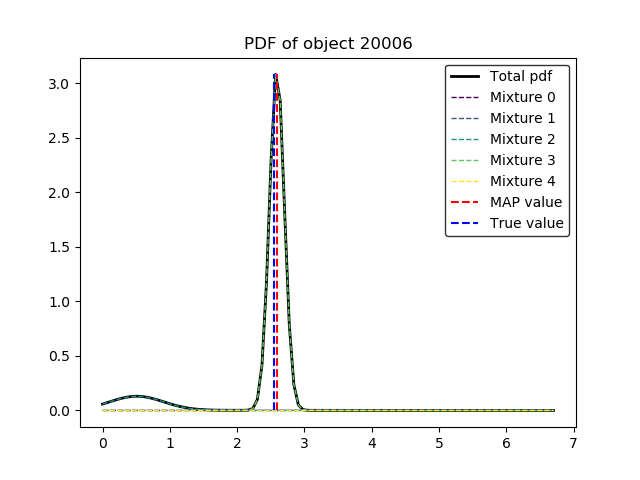 PDF of object 20006
Total pdf
Mixture 0
Mixture 1
Mixture 2
Mixture 3
Mixture 4
MAP value
True value
3.0
2.5
2.0
1.5
1.0
0.5
0.0
0 1 2 3 4 5 6 7